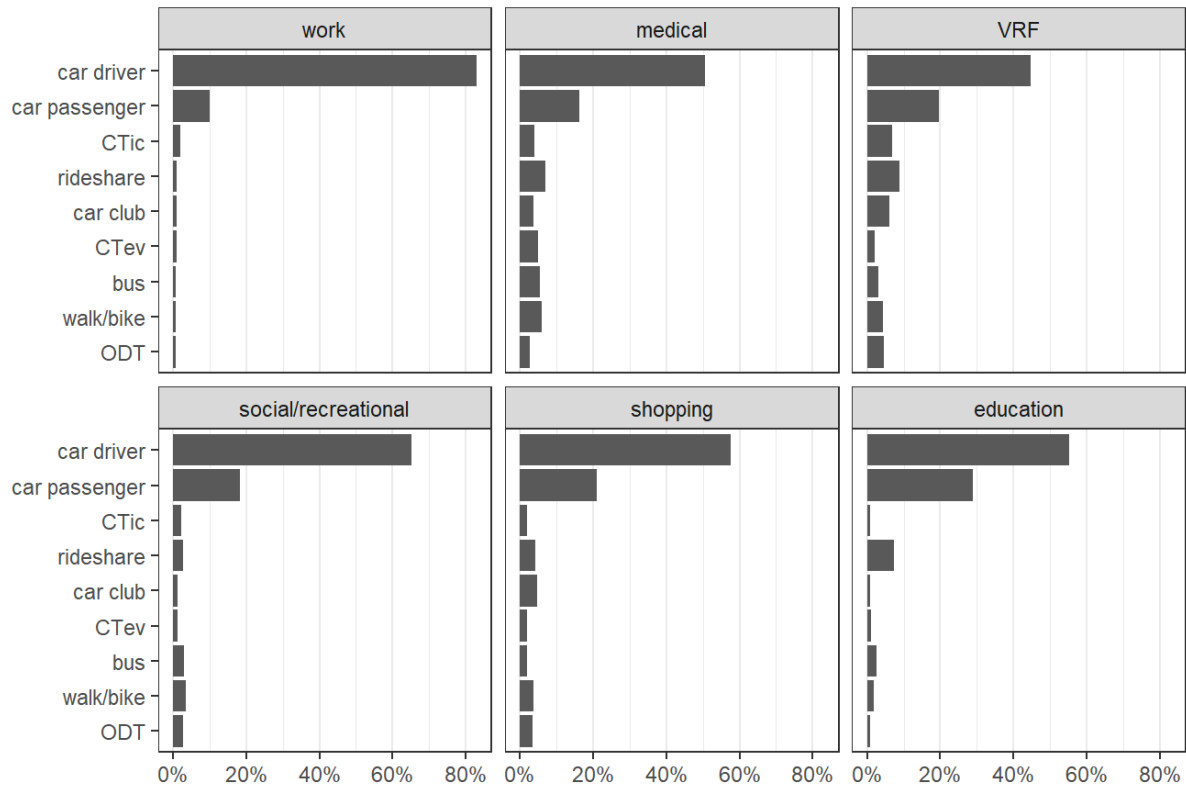 work medical VRF
car driver
car passenger
CTic
rideshare
car club
CTev
bus
walk/bike
ODT
social/recreational shopping education
car driver
car passenger
CTic
rideshare
car club
CTev
bus
walk/bike
ODT
0% 20% 40% 60% 80% 0% 20% 40% 60% 80% 0% 20% 40% 60% 80%